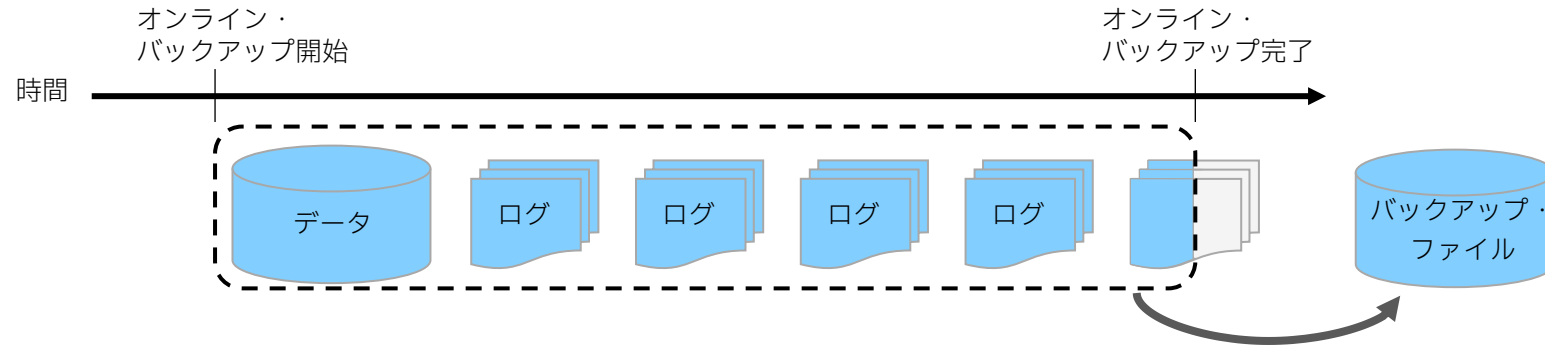 オンライン・
バックアップ開始
オンライン・
バックアップ完了
時間
データ
ログ
ログ
ログ
ログ
バックアップ・
ファイル